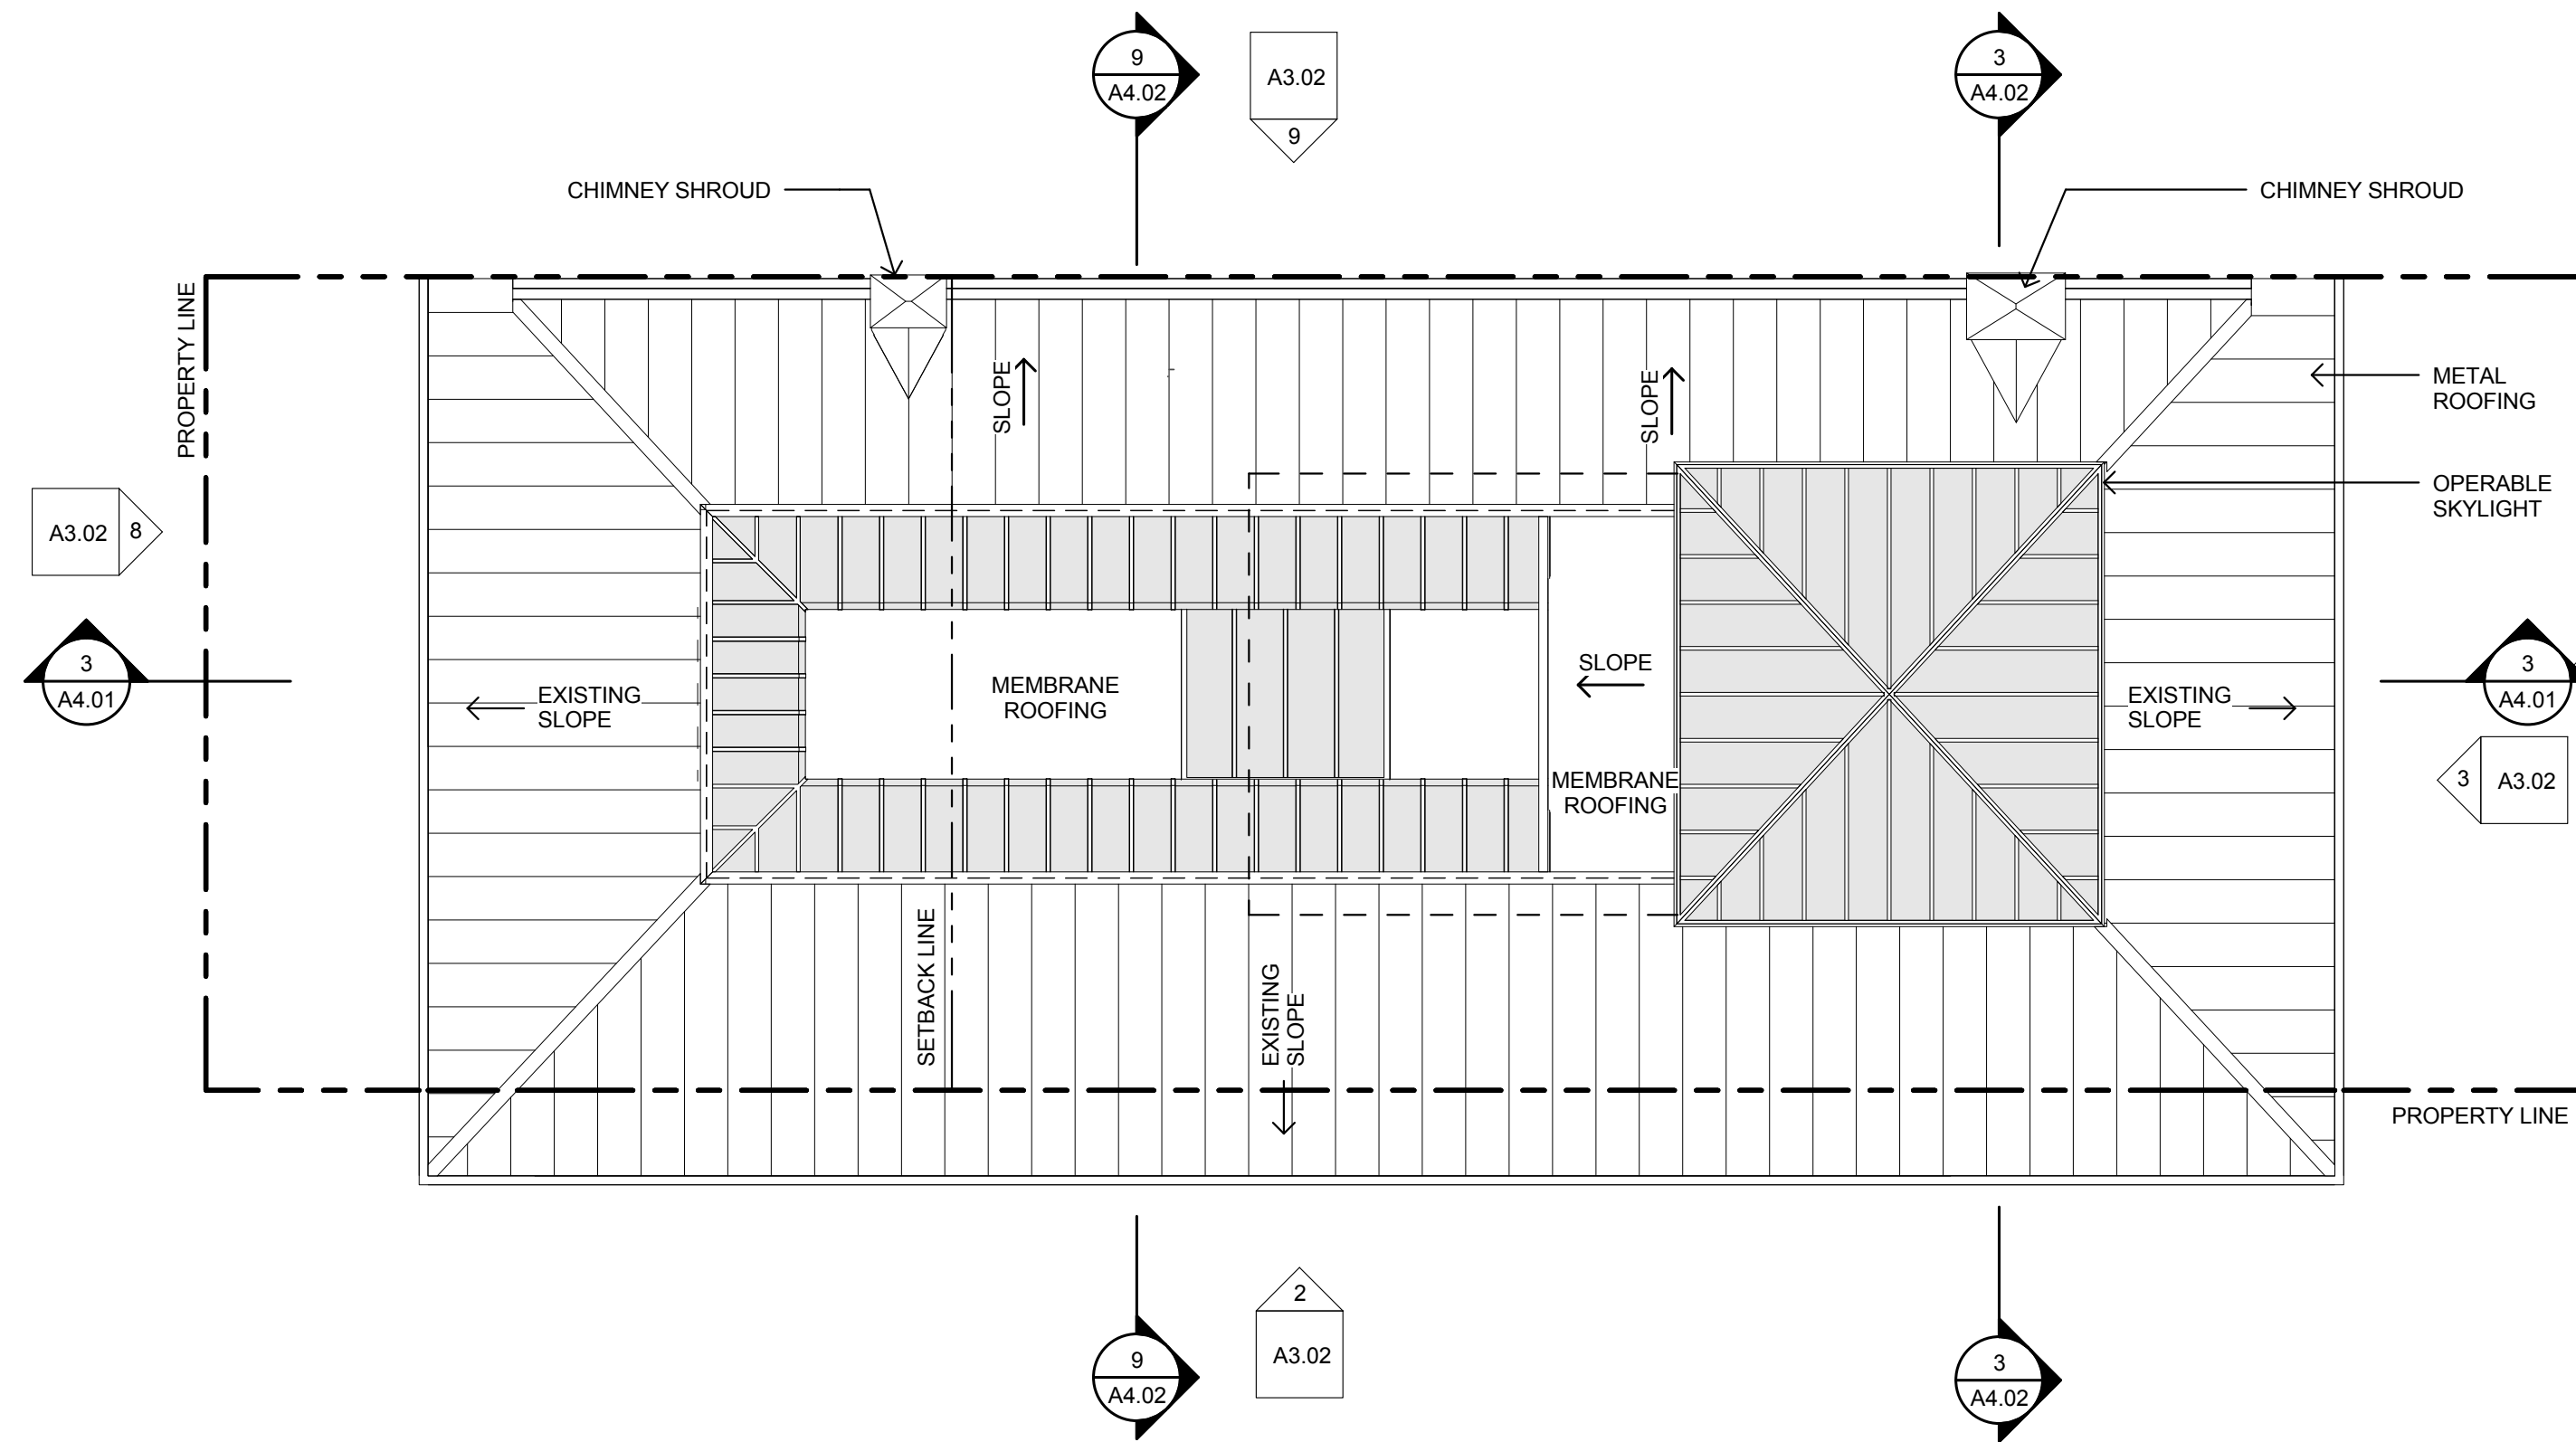 9
A4.02
A3.02
9
3
A4.02
CHIMNEY SHROUD
CHIMNEY SHROUD
PROPERTY LINE
SLOPE
SLOPE
METAL
ROOFING
OPERABLE
SKYLIGHT
A3.02
8
3
A4.01
EXISTING
SLOPE
MEMBRANE
ROOFING
SLOPE
MEMBRANE
ROOFING
EXISTING
SLOPE
3
A4.01
3
A3.02
SETBACK LINE
EXISTING
SLOPE
PROPERTY LINE
2
A3.02
9
A4.02
3
A4.02